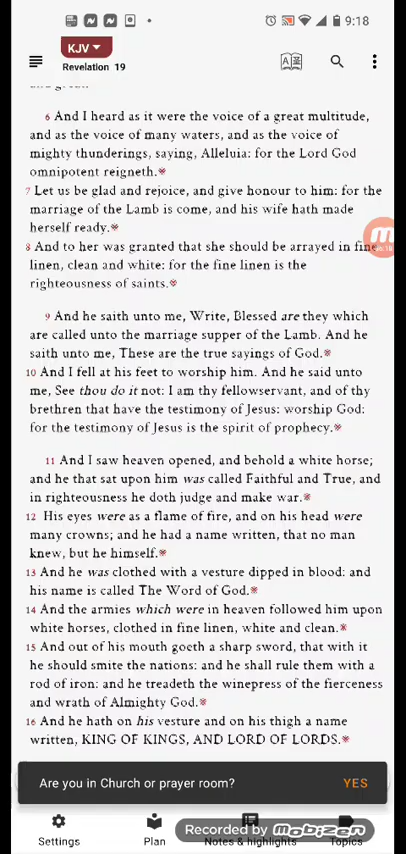 9:18
KJV
Revelation 19
6 And I heard as it were the voice of a great multitude,
and as the voice of many waters, and as the voice of
mighty thunderings, saying, Alleluia: for the Lord God
omnipotent reigneth.※
7 Let us be glad and rejoice, and give honour to him: for the
marriage of the Lamb is come, and his wife hath made
herself ready.※
8 And to her was granted that she should be arrayed in fine
linen, clean and white: for the fine linen is the
righteousness of saints.※
9 And he saith unto me, Write, Blessed are they which
are called unto the marriage supper of the Lamb. And he
saith unto me, These are the true sayings of God.※
10 And I fell at his feet to worship him. And he said unto
me, See thou do it not: I am thy fellowservant, and of thy
brethren that have the testimony of Jesus: worship God:
for the testimony of Jesus is the spirit of prophecy.※
11 And I saw heaven opened, and behold a white horse;
and he that sat upon him was called Faithful and True, and
in righteousness he doth judge and make war.※
12 His eyes were as a flame of fire, and on his head were
many crowns; and he had a name written, that no man
knew, but he himself.※
13 And he was clothed with a vesture dipped in blood: and
his name is called The Word of God.※
14 And the armies which were in heaven followed him upon
white horses, clothed in fine linen, white and clean.※
15 And out of his mouth goeth a sharp sword, that with it
he should smite the nations: and he shall rule them with a
rod of iron: and he treadeth the winepress of the fierceness
and wrath of Almighty God.※
16 And he hath on his vesture and on his thigh a name
written, KING OF KINGS, AND LORD OF LORDS.※
Are you in Church or prayer room? YES
Settings Plan Notes & highlights Topics
Recorded by Mobizen